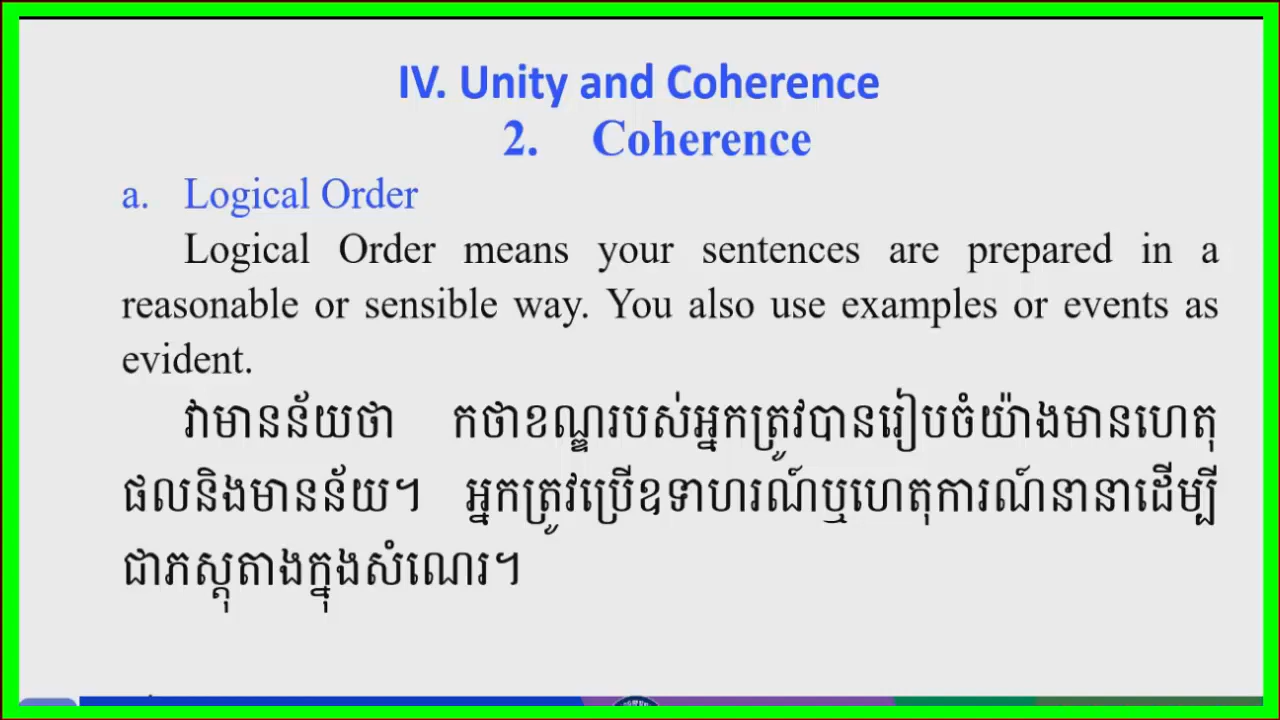 IV. Unity and Coherence
2. Coherence
a. Logical Order
Logical Order means your sentences are prepared in a
reasonable or sensible way. You also use examples or events as
evident.
វាមានន័យថា កថាខណ្ឌរបស់អ្នកត្រូវបានរៀបចំយ៉ាងមានហេតុ
ផលនិងមានន័យ។ អ្នកត្រូវប្រើឧទាហរណ៍ឬហេតុការណ៍នានាដើម្បី
ជាភស្តុតាងក្នុងសំណេរ។